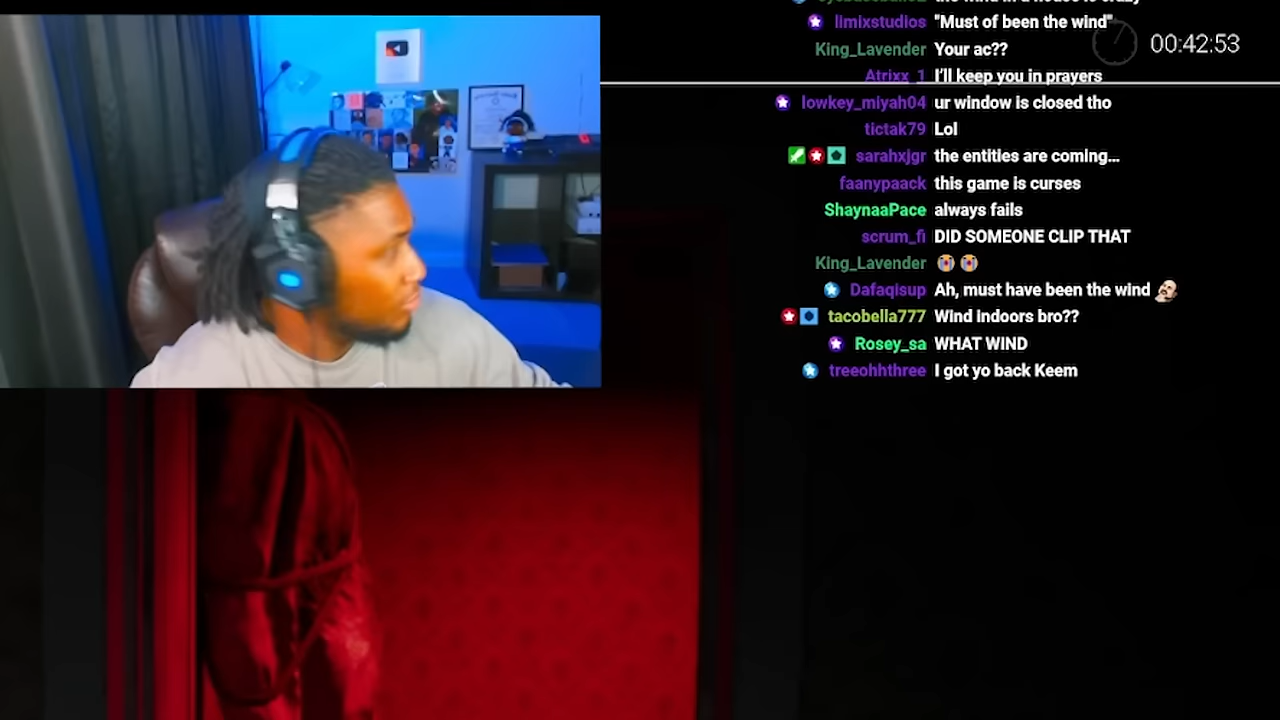 limixstudios "Must of been the wind"
00:42:53
King_Lavender Your ac??
Atrixx_1 I'll keep you in prayers
lowkey_miyah04 ur window is closed tho
tictak79 Lol
sarahxjgr the entities are coming...
faanypaack this game is curses
ShaynaaPace always fails
scrum_fi DID SOMEONE CLIP THAT
King_Lavender 😭 😭
Dafaqisup Ah, must have been the wind
tacobella777 Wind indoors bro??
Rosey_sa WHAT WIND
treeohhthree I got yo back Keem